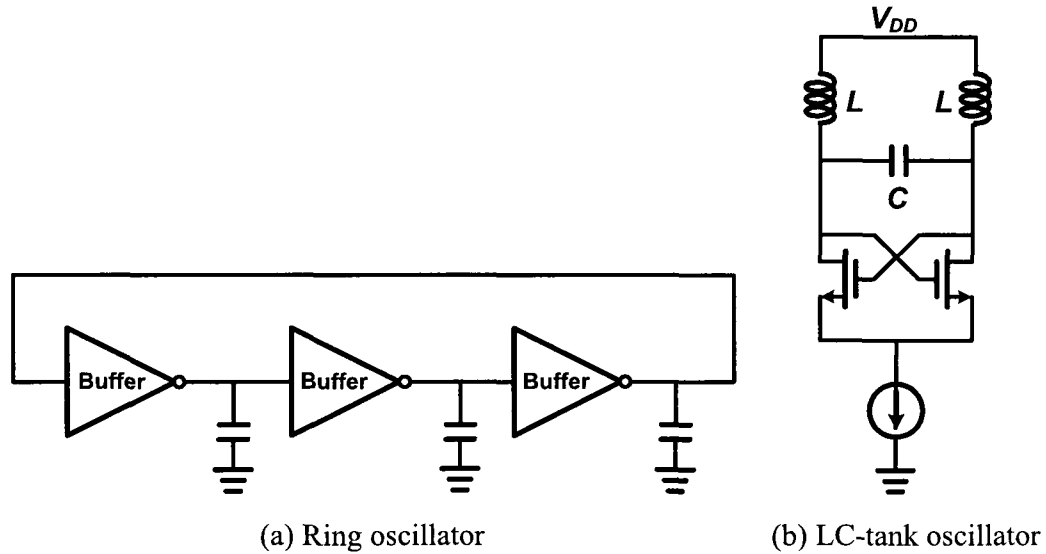 V_DD
L L
C
Buffer Buffer Buffer
(a) Ring oscillator (b) LC-tank oscillator